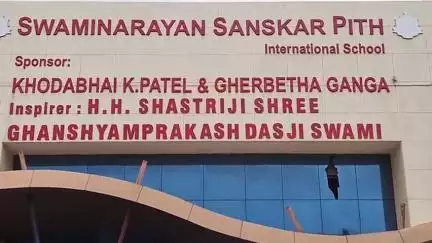 SWAMINARAYAN SANSKAR PITH
International School
Sponsor:
KHODABHAI K.PATEL & GHERBETHA GANGA
Inspirer : H.H. SHASTRIJI SHREE
GHANSHYAMPRAKASH DASJI SWAMI